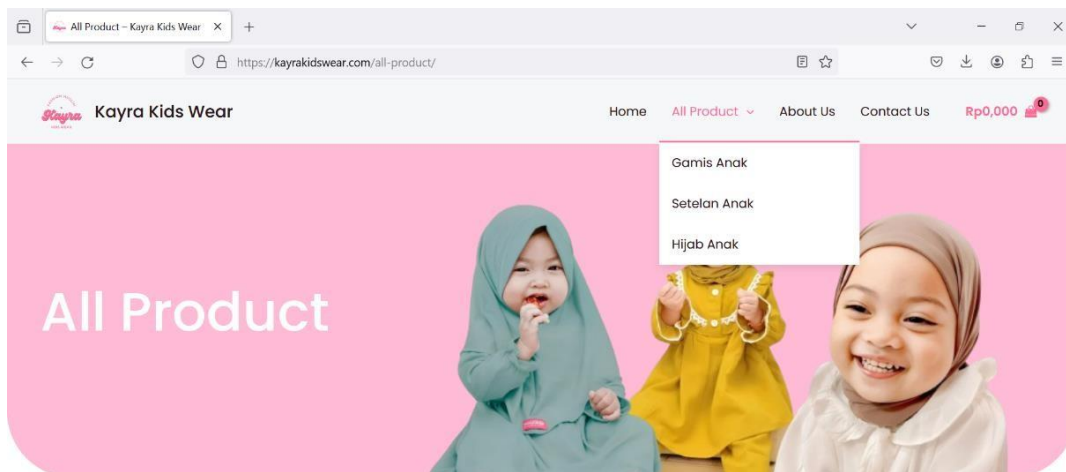 All Product – Kayra Kids Wear
https://kayrakidswear.com/all-product/
Kayra
Kayra Kids Wear
Home
All Product
About Us
Contact Us
Rp0,000
0
Gamis Anak
Setelan Anak
Hijab Anak
All Product